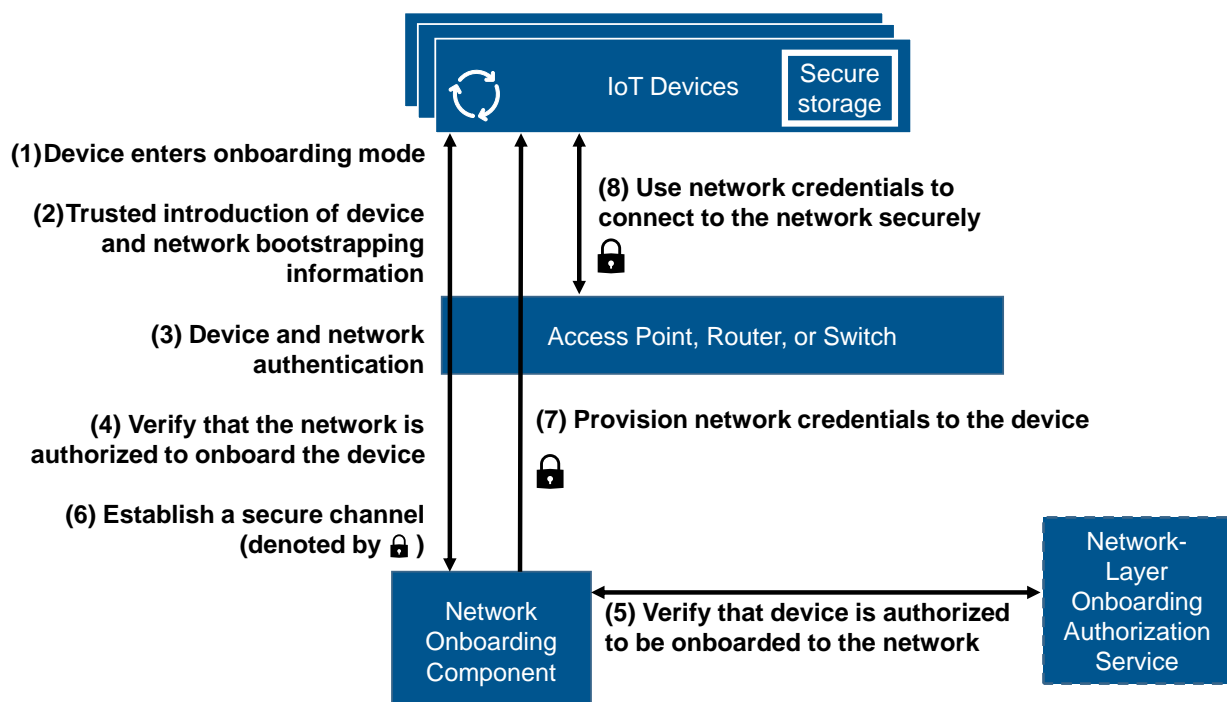 IoT Devices
Secure
storage
(1)Device enters onboarding mode
(2)Trusted introduction of device
and network bootstrapping
information
(8) Use network credentials to
connect to the network securely
(3) Device and network
authentication
Access Point, Router, or Switch
(4) Verify that the network is
authorized to onboard the device
(7) Provision network credentials to the device
(6) Establish a secure channel
(denoted by )
Network
Onboarding
Component
(5) Verify that device is authorized
to be onboarded to the network
Network-
Layer
Onboarding
Authorization
Service